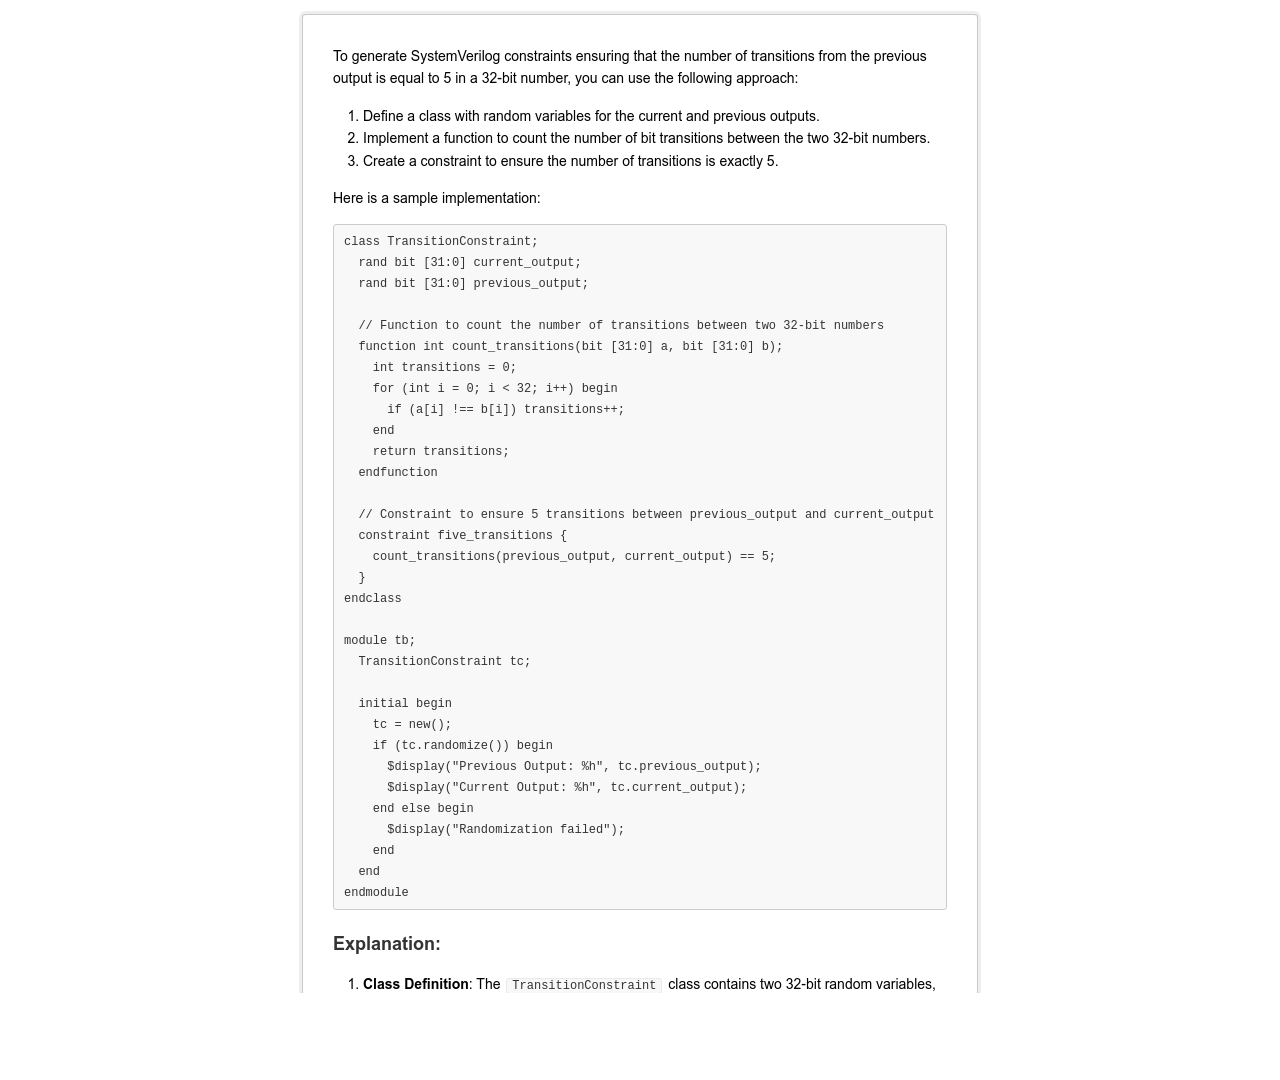 To generate SystemVerilog constraints ensuring that the number of transitions from the previous
output is equal to 5 in a 32-bit number, you can use the following approach:
1. Define a class with random variables for the current and previous outputs.
2. Implement a function to count the number of bit transitions between the two 32-bit numbers.
3. Create a constraint to ensure the number of transitions is exactly 5.
Here is a sample implementation:
class TransitionConstraint;
  rand bit [31:0] current_output;
  rand bit [31:0] previous_output;

  // Function to count the number of transitions between two 32-bit numbers
  function int count_transitions(bit [31:0] a, bit [31:0] b);
    int transitions = 0;
    for (int i = 0; i < 32; i++) begin
      if (a[i] !== b[i]) transitions++;
    end
    return transitions;
  endfunction

  // Constraint to ensure 5 transitions between previous_output and current_output
  constraint five_transitions {
    count_transitions(previous_output, current_output) == 5;
  }
endclass

module tb;
  TransitionConstraint tc;

  initial begin
    tc = new();
    if (tc.randomize()) begin
      $display("Previous Output: %h", tc.previous_output);
      $display("Current Output: %h", tc.current_output);
    end else begin
      $display("Randomization failed");
    end
  end
endmodule
Explanation:
1. Class Definition: The TransitionConstraint class contains two 32-bit random variables,